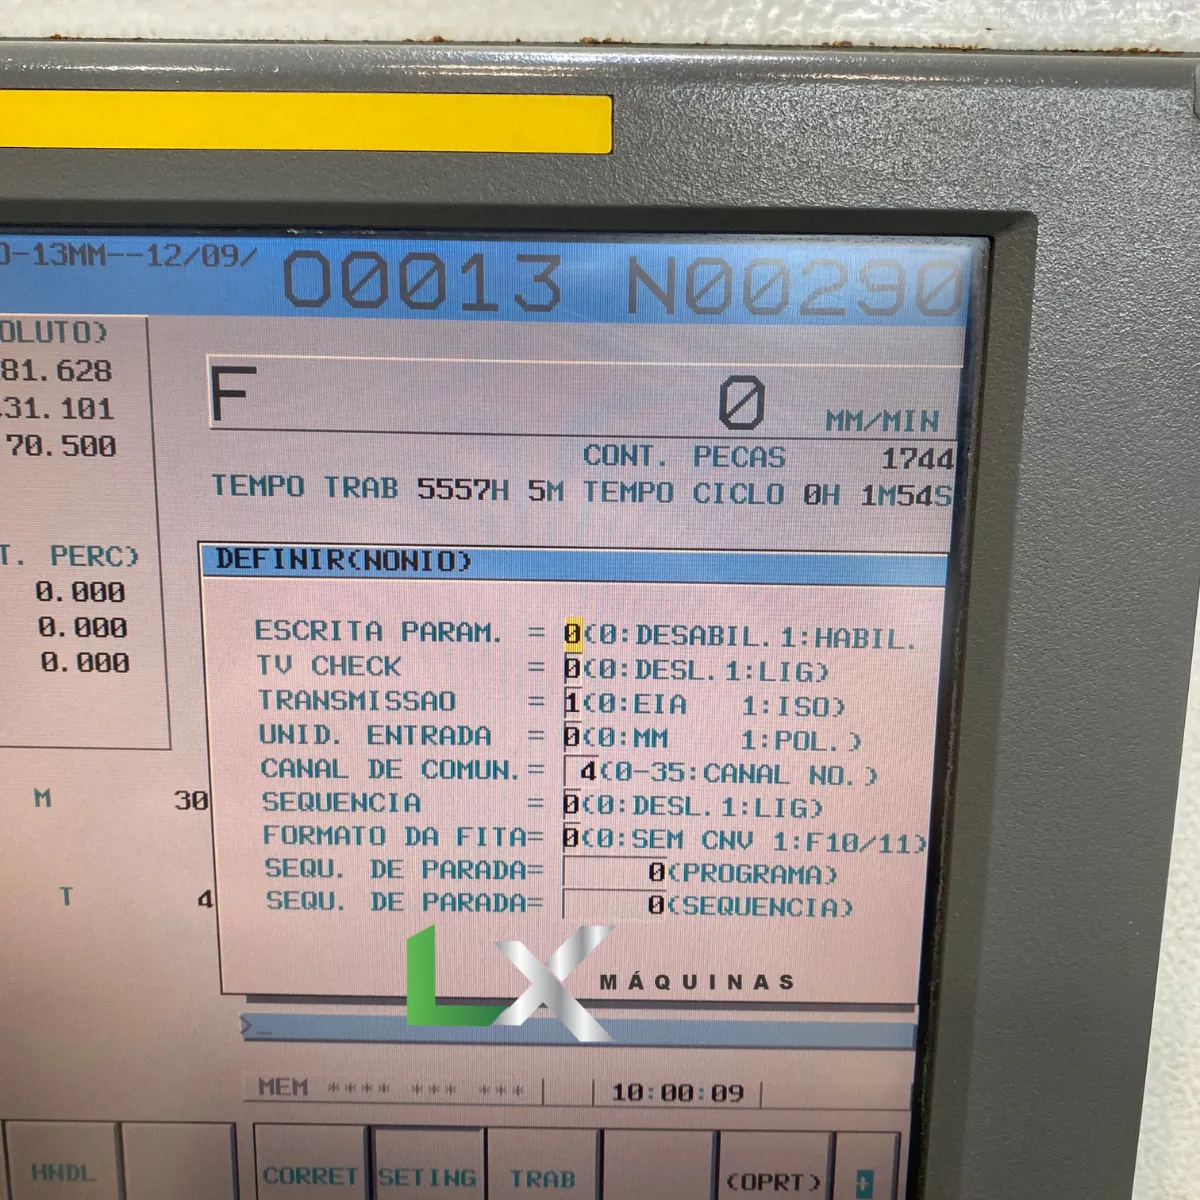 O-13MM--12/09/ O0013 N00290
OLUTO)
81.628
31.101
70.500
F 0 MM/MIN
CONT. PECAS 1744
TEMPO TRAB 5557H 5M TEMPO CICLO 0H 1M54S
T. PERC)
0.000
0.000
0.000
M 30
T 4
DEFINIR(NONIO)
ESCRITA PARAM. = 0(0:DESABIL.1:HABIL.
TV CHECK = 0(0:DESL.1:LIG)
TRANSMISSAO = 1(0:EIA 1:ISO)
UNID. ENTRADA = 0(0:MM 1:POL.)
CANAL DE COMUN.= 4(0-35:CANAL NO.)
SEQUENCIA = 0(0:DESL.1:LIG)
FORMATO DA FITA= 0(0:SEM CNV 1:F10/11)
SEQU. DE PARADA= 0(PROGRAMA)
SEQU. DE PARADA= 0(SEQUENCIA)
LX MÁQUINAS
>_
MEM **** *** *** 10:00:09
HNDL CORRET SETING TRAB (OPRT) +